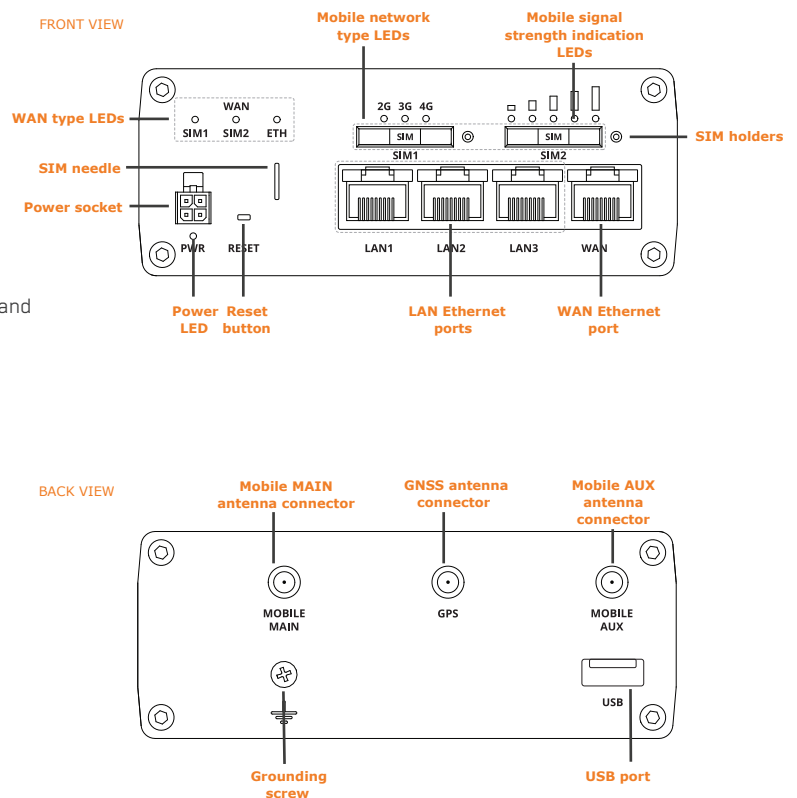 FRONT VIEW
Mobile network
type LEDs
Mobile signal
strength indication
LEDs
WAN type LEDs
WAN
SIM1 SIM2 ETH
2G 3G 4G
SIM
SIM
SIM1
SIM2
SIM holders
SIM needle
Power socket
PWR
RESET
LAN1
LAN2
LAN3
WAN
and
Power
LED
Reset
button
LAN Ethernet
ports
WAN Ethernet
port
BACK VIEW
Mobile MAIN
antenna connector
GNSS antenna
connector
Mobile AUX
antenna
connector
MOBILE
MAIN
GPS
MOBILE
AUX
USB
Grounding
screw
USB port